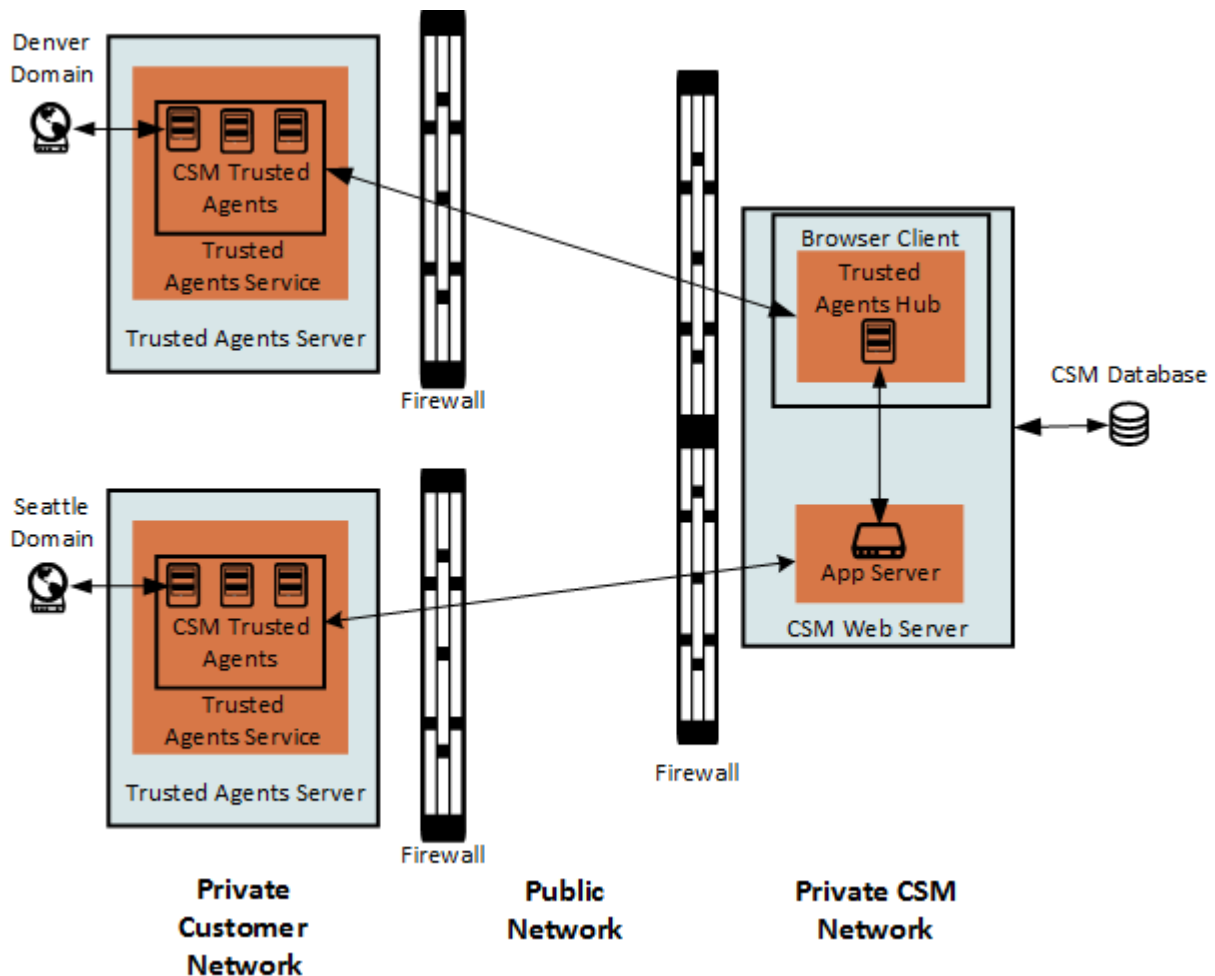 Denver
Domain
CSM Trusted
Agents
Trusted
Agents Service
Trusted Agents Server
Firewall
Browser Client
Trusted
Agents Hub
CSM Database
App Server
CSM Web Server
Firewall
Seattle
Domain
CSM Trusted
Agents
Trusted
Agents Service
Trusted Agents Server
Firewall
Private
Customer
Network
Public
Network
Private CSM
Network